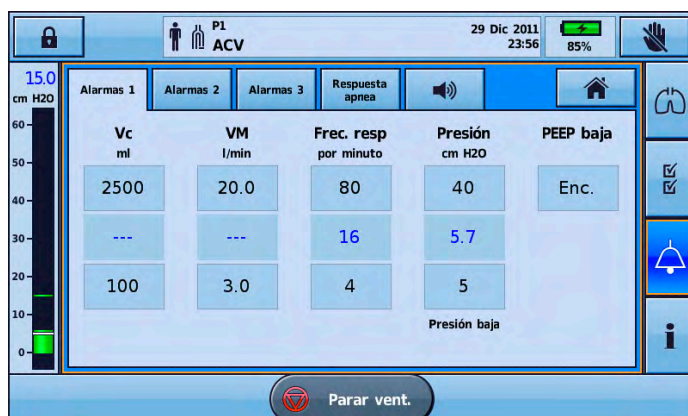 P1
ACV
29 Dic 2011
23:56
85%
15.0
cm H2O
60
50
40
30
20
10
0
Alarmas 1
Alarmas 2
Alarmas 3
Respuesta
apnea
Vc
ml
VM
l/min
Frec. resp
por minuto
Presión
cm H2O
PEEP baja
2500
20.0
80
40
Enc.
---
---
16
5.7
100
3.0
4
5
Presión baja
i
Parar vent.